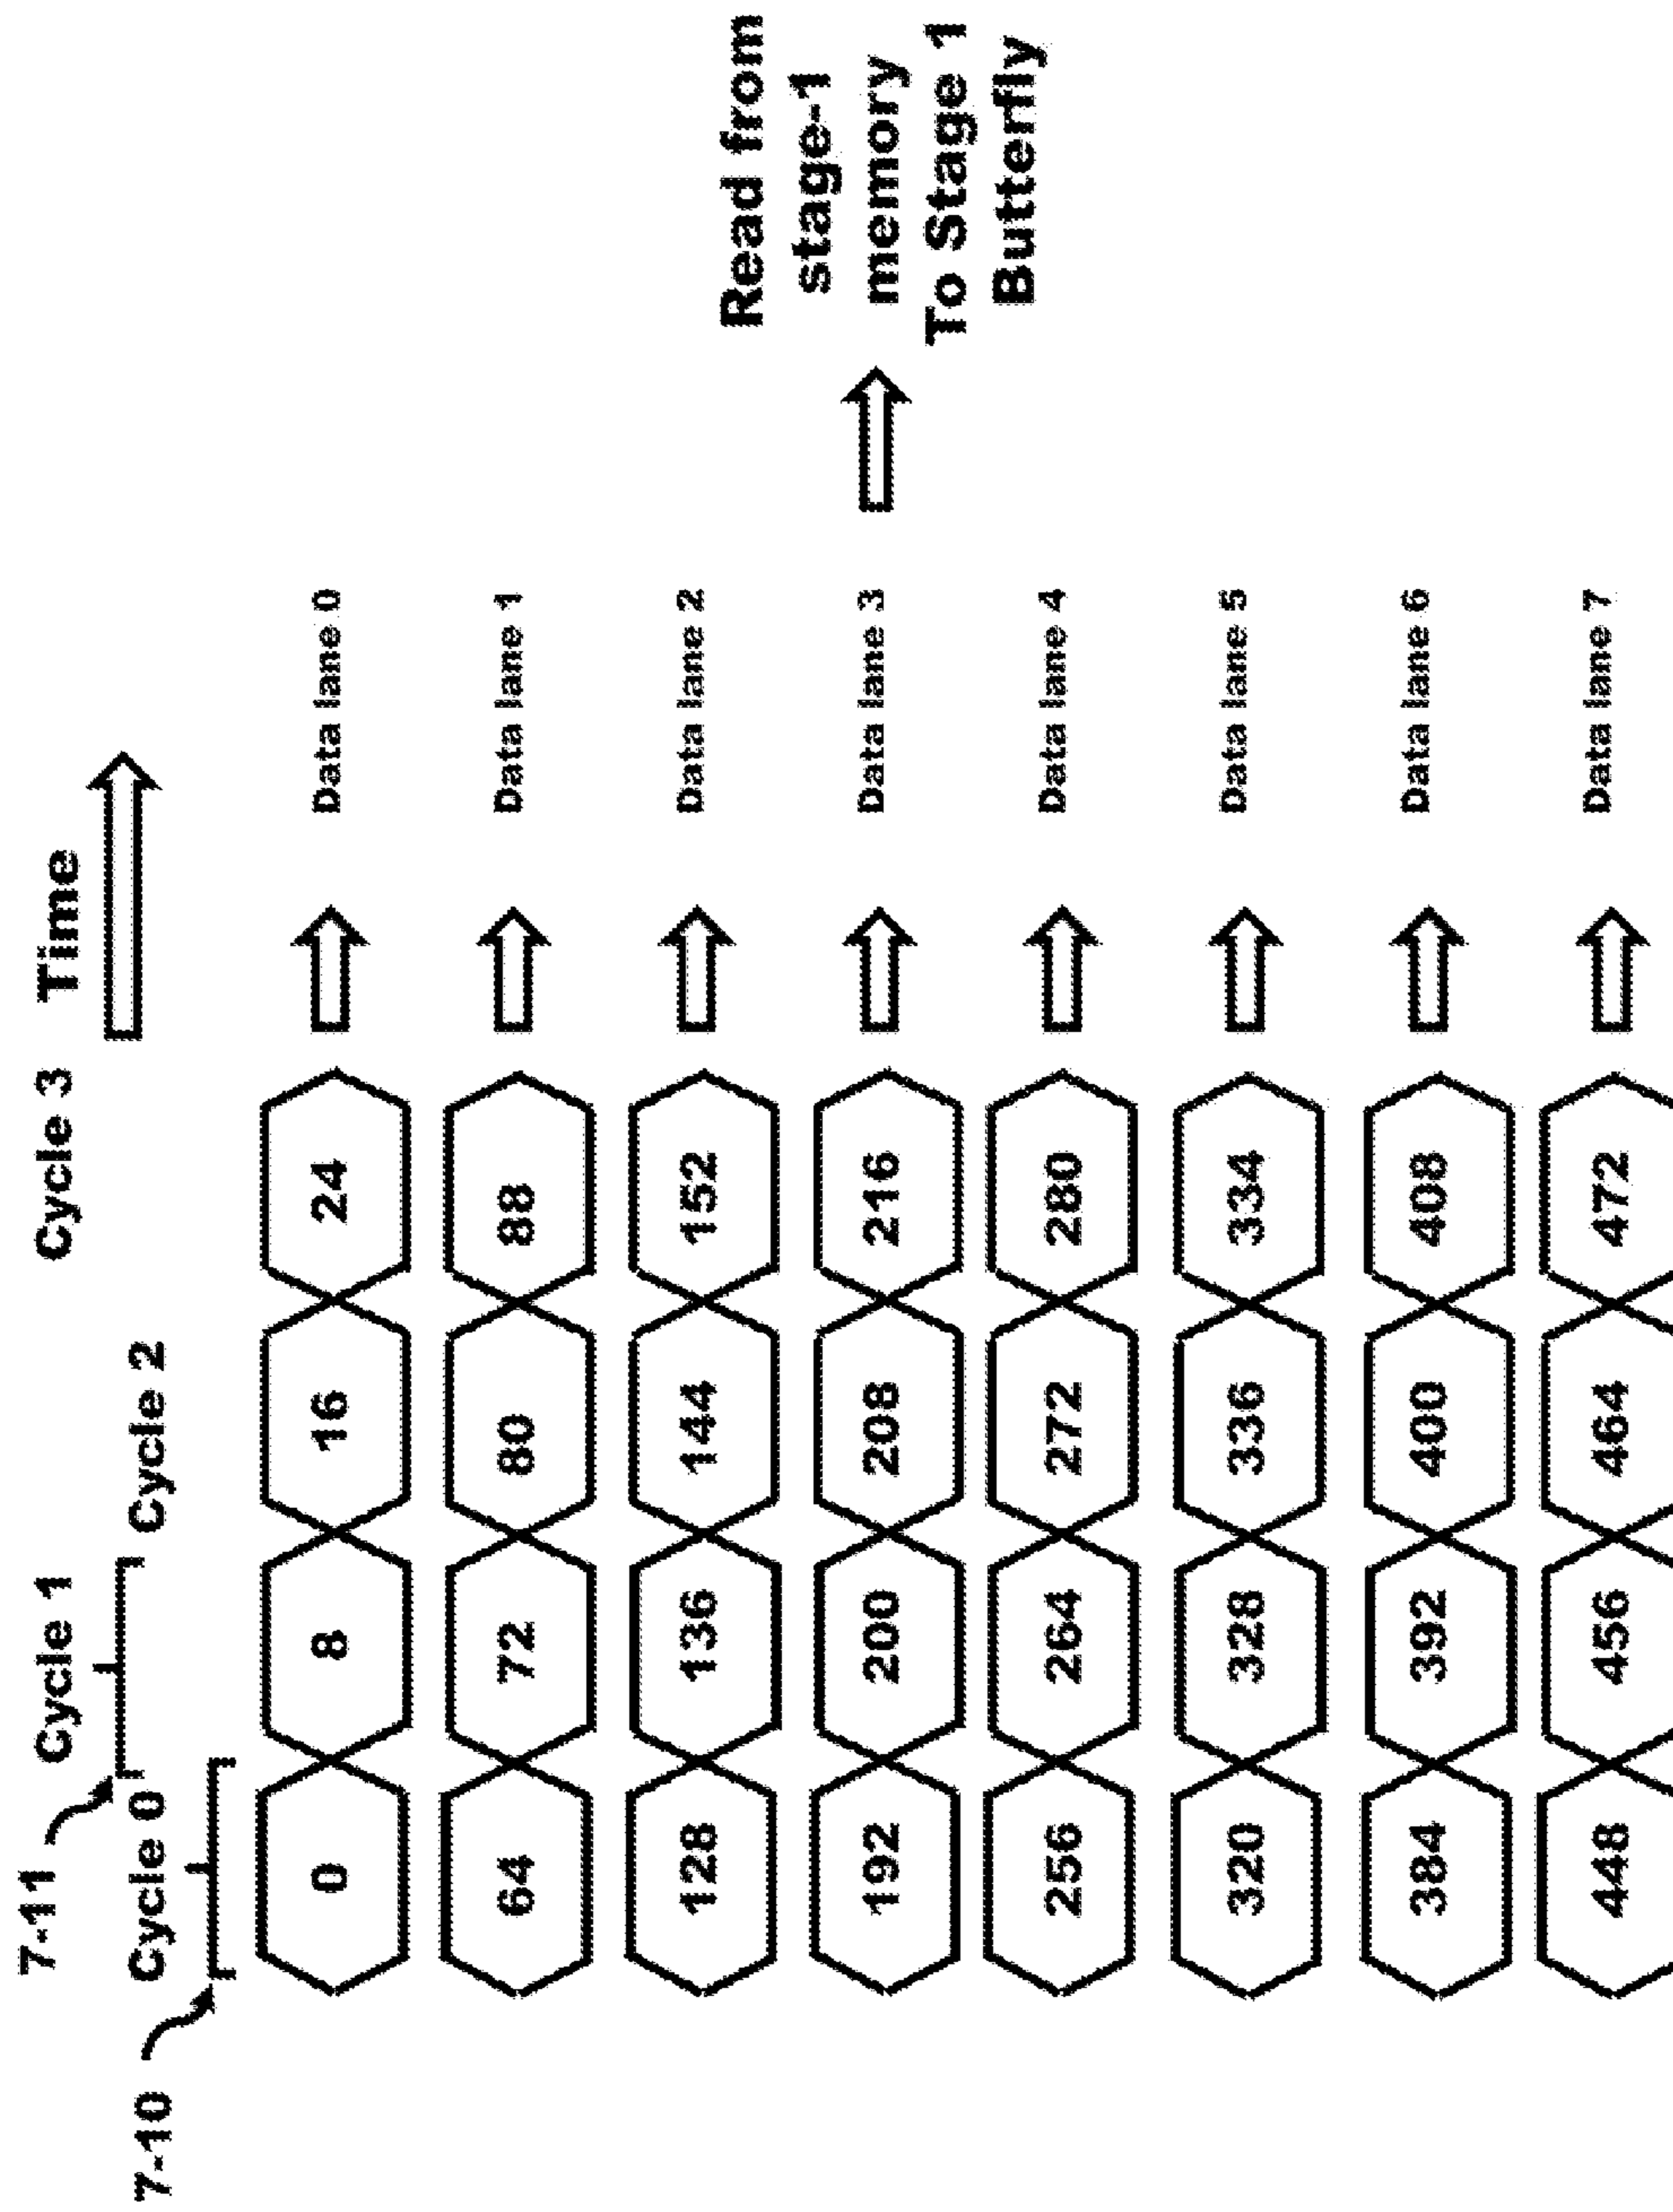 7-11
Cycle 1
Cycle 3
Time
7-10
Cycle 0
Cycle 2
0 8 16 24 Data lane 0
64 72 80 88 Data lane 1
128 136 144 152 Data lane 2
192 200 208 216 Data lane 3
256 264 272 280 Data lane 4
320 328 336 334 Data lane 5
384 392 400 408 Data lane 6
448 456 464 472 Data lane 7
Read from
stage-1
memory
To Stage 1
Butterfly